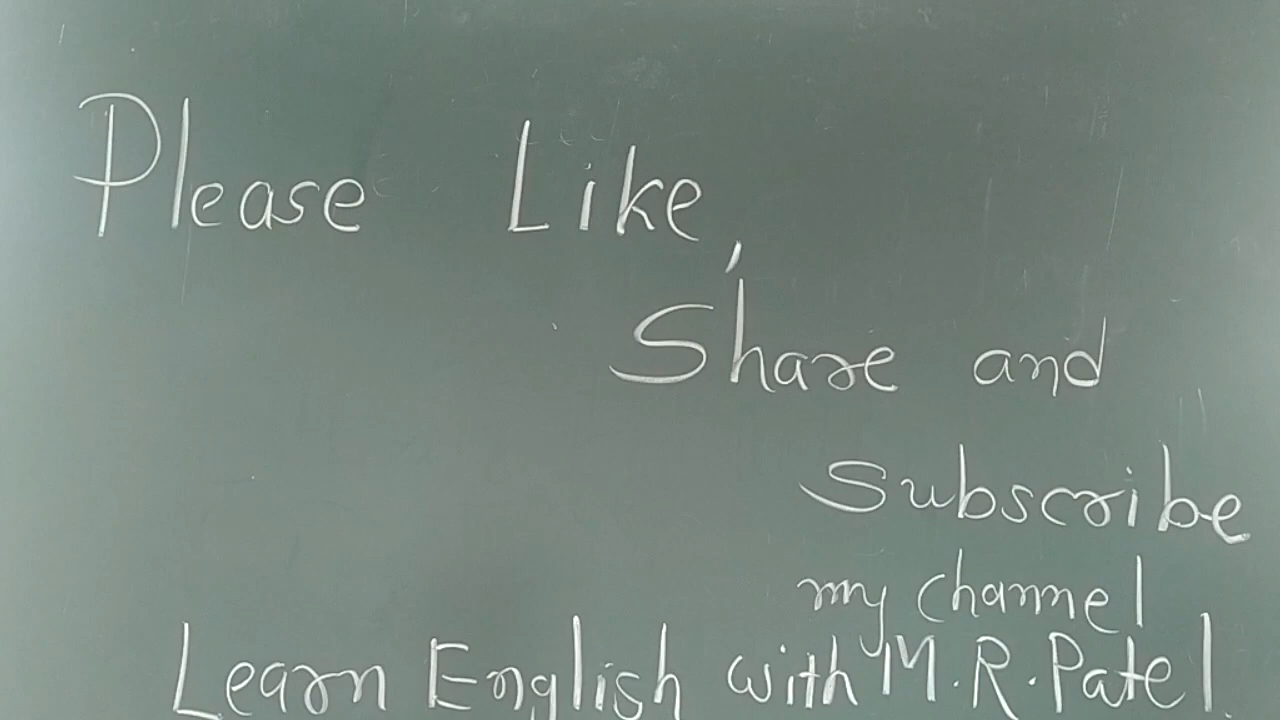 Please Like,
Share and
Subscribe
my channel
Learn English with M.R.Patel.